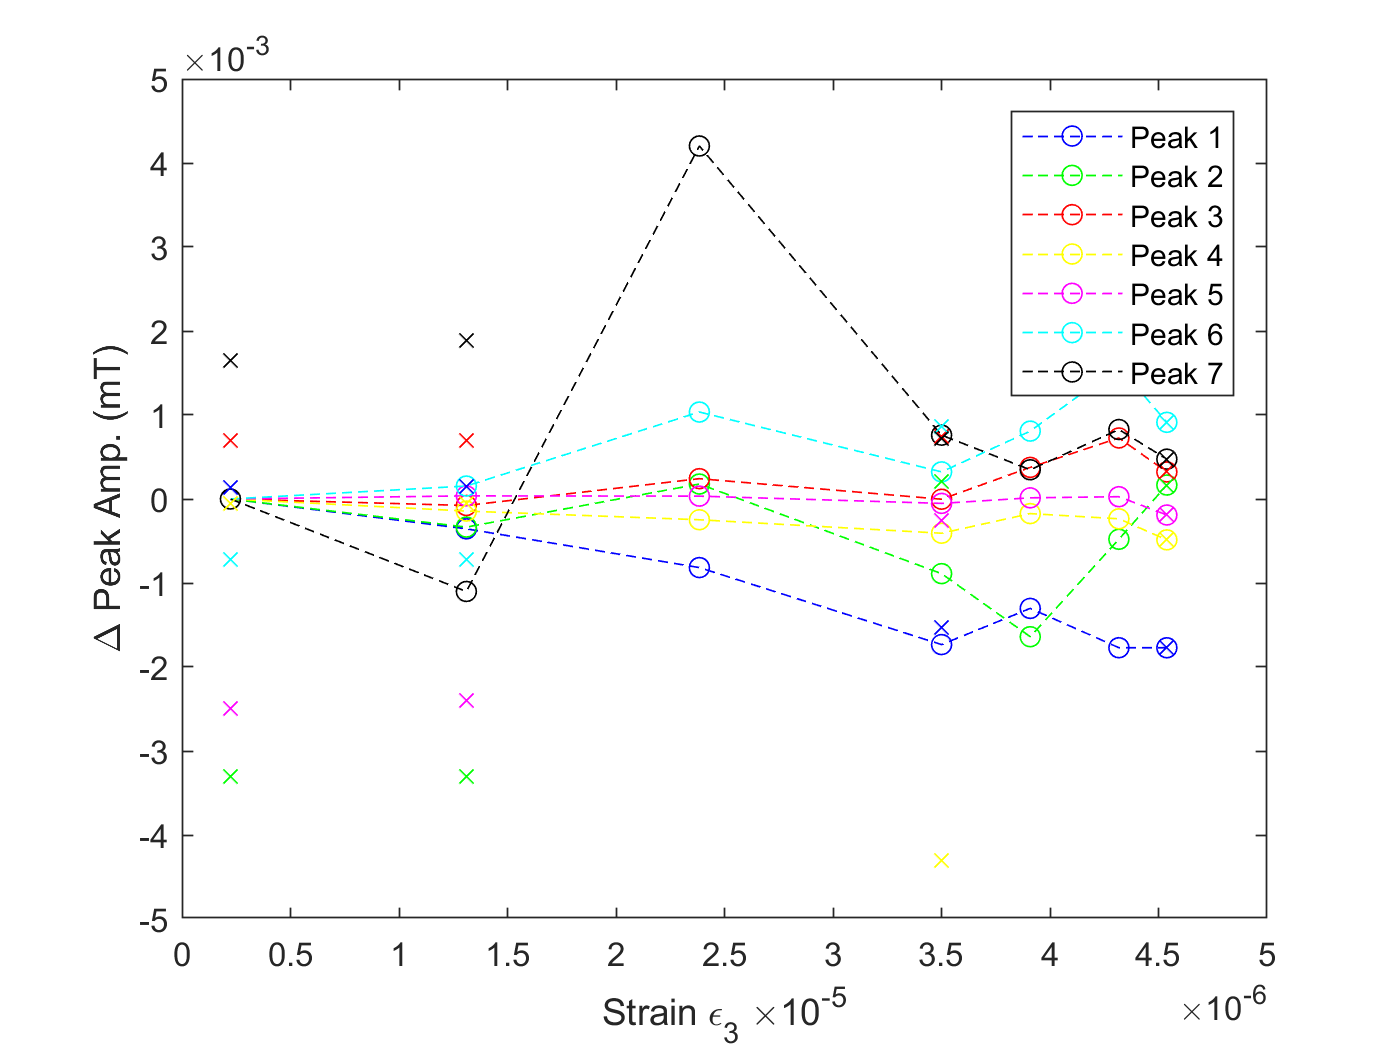 ×10-3
5
4
3
2
1
0
-1
-2
-3
-4
-5
Δ Peak Amp. (mT)
Peak 1
Peak 2
Peak 3
Peak 4
Peak 5
Peak 6
Peak 7
0 0.5 1 1.5 2 2.5 3 3.5 4 4.5 5
Strain ϵ3 ×10-5
×10-6